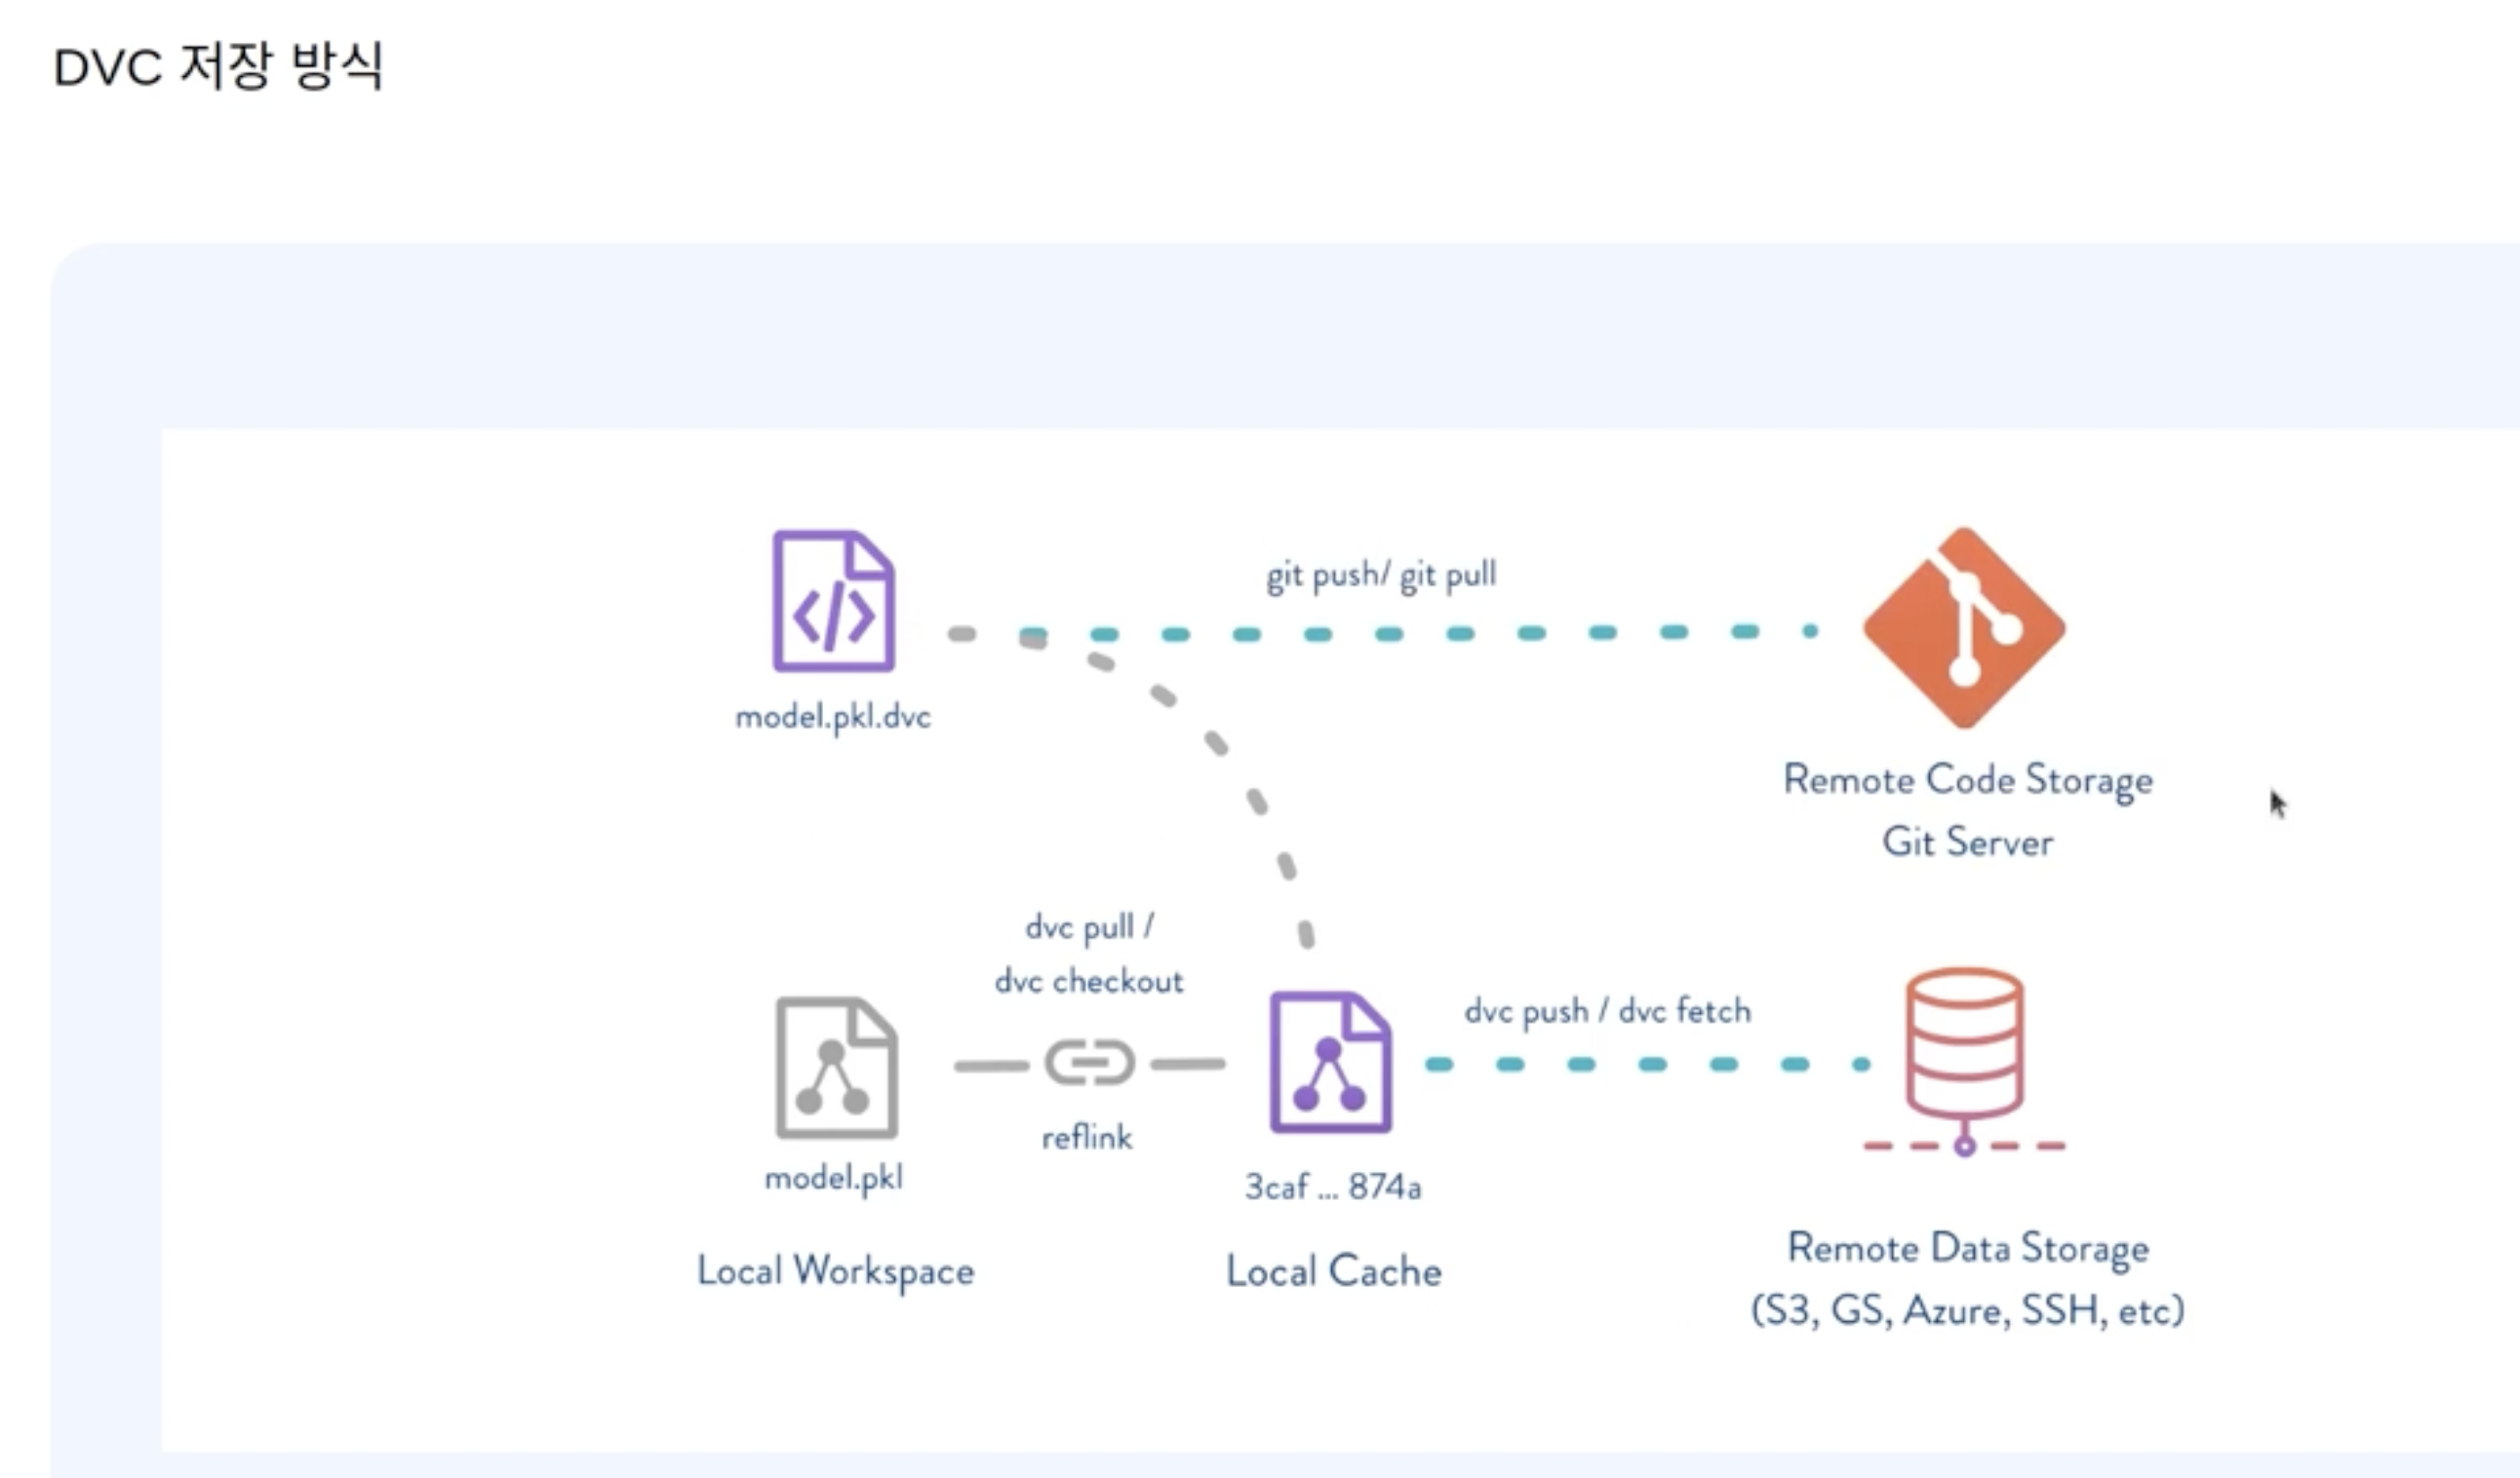 DVC 저장 방식
git push/ git pull
model.pkl.dvc
Remote Code Storage
Git Server
dvc pull /
dvc checkout
dvc push / dvc fetch
reflink
model.pkl
3caf ... 874a
Local Workspace
Local Cache
Remote Data Storage
(S3, GS, Azure, SSH, etc)